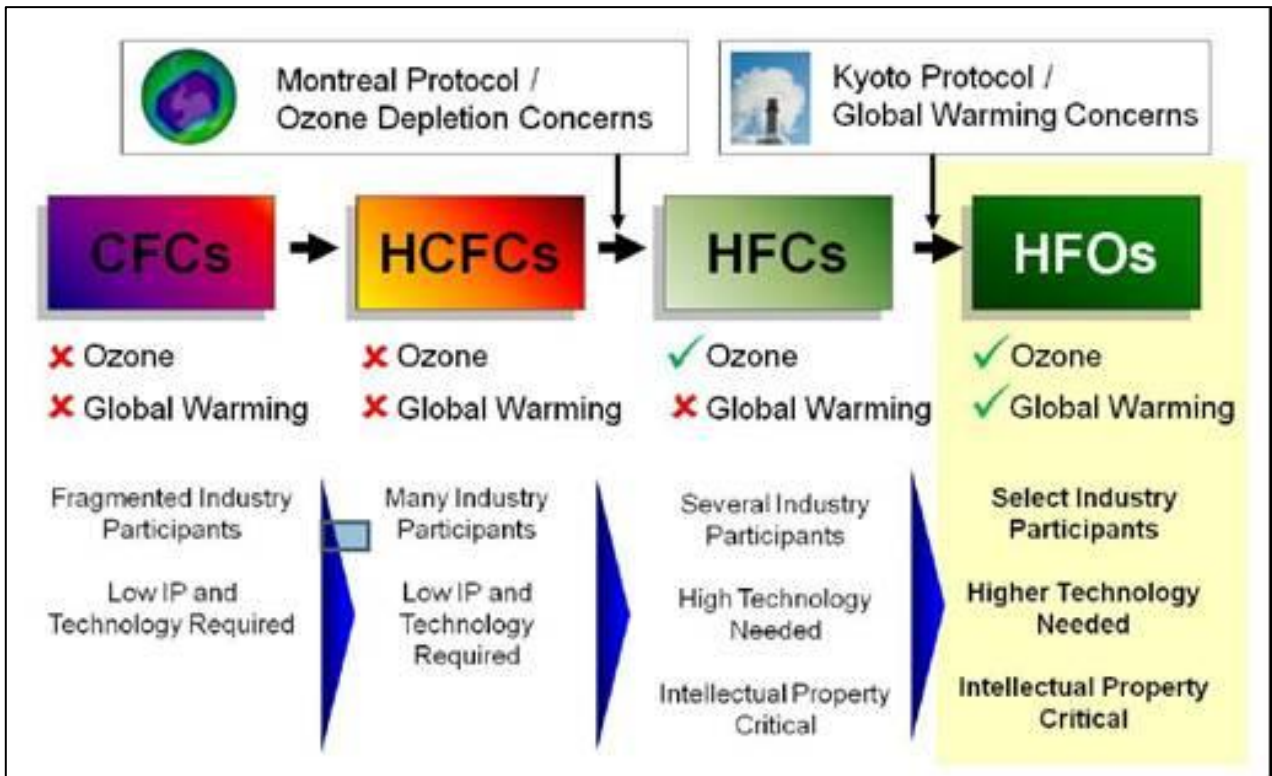 Montreal Protocol /
Ozone Depletion Concerns
Kyoto Protocol /
Global Warming Concerns
CFCs
HCFCs
HFCs
HFOs
✘ Ozone
✘ Global Warming
✘ Ozone
✘ Global Warming
✓ Ozone
✘ Global Warming
✓ Ozone
✓ Global Warming
Fragmented Industry
Participants
Low IP and
Technology Required
Many Industry
Participants
Low IP and
Technology
Required
Several Industry
Participants
High Technology
Needed
Intellectual Property
Critical
Select Industry
Participants
Higher Technology
Needed
Intellectual Property
Critical